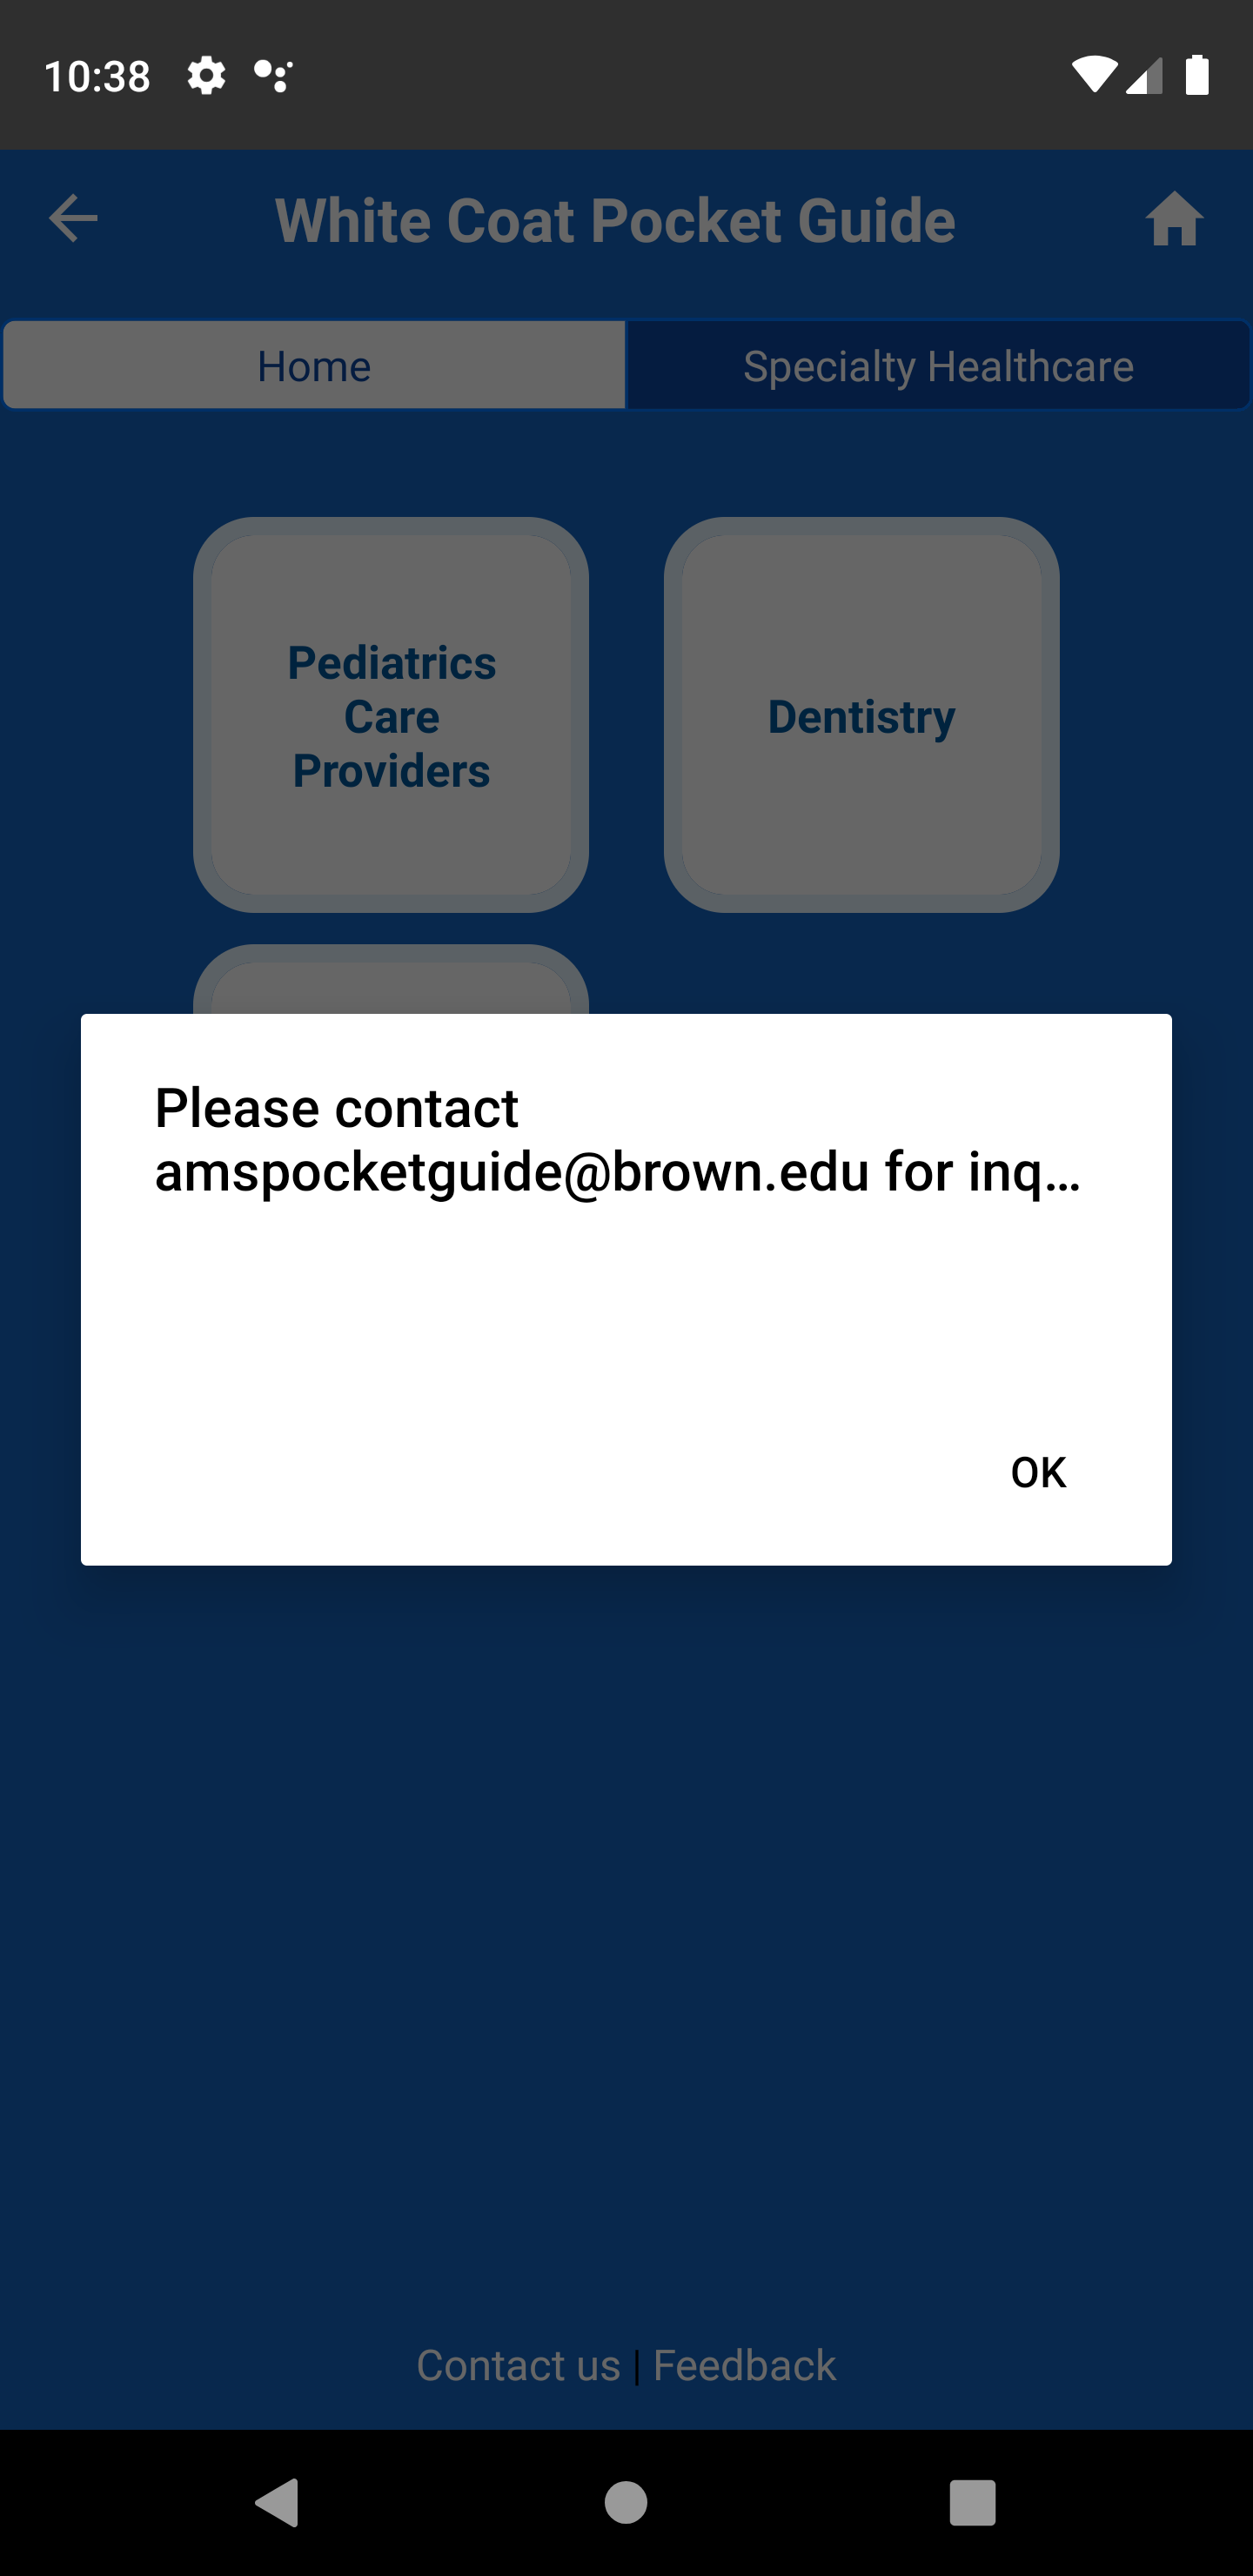 10:38
White Coat Pocket Guide
Home
Specialty Healthcare
Pediatrics
Care
Providers
Dentistry
Please contact
amspocketguide@brown.edu for inq…
OK
Contact us | Feedback